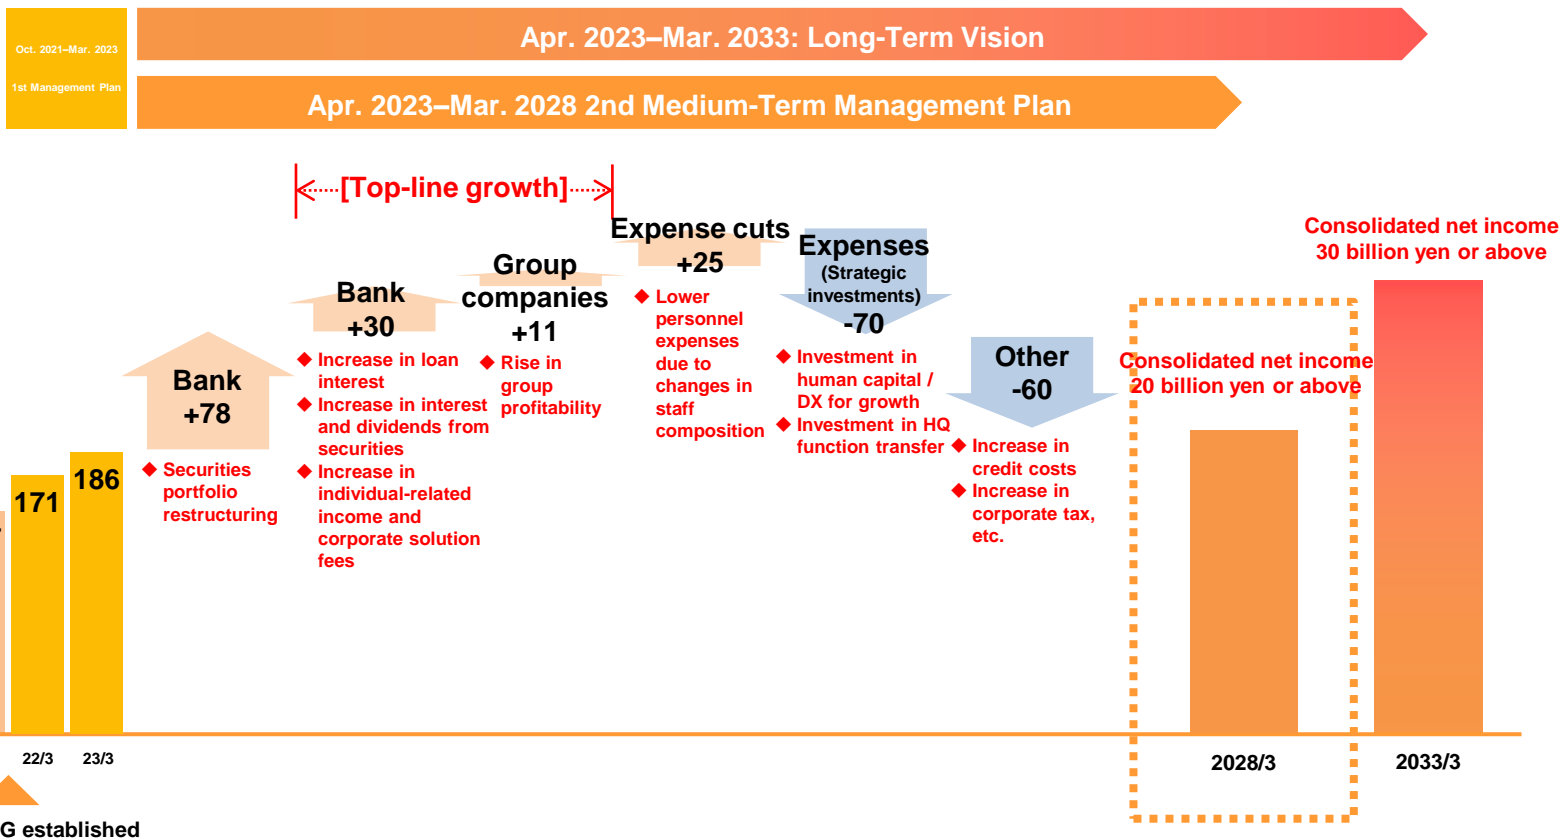 Oct. 2021–Mar. 2023
1st Management Plan
Apr. 2023–Mar. 2033: Long-Term Vision
Apr. 2023–Mar. 2028 2nd Medium-Term Management Plan
[Top-line growth]
171
186
Bank
+78
◆ Securities
portfolio
restructuring
Bank
+30
◆ Increase in loan
interest
◆ Increase in interest
and dividends from
securities
◆ Increase in
individual-related
income and
corporate solution
fees
Group
companies
+11
◆ Rise in
group
profitability
Expense cuts
+25
◆ Lower
personnel
expenses
due to
changes in
staff
composition
Expenses
(Strategic
investments)
-70
◆ Investment in
human capital /
DX for growth
◆ Investment in HQ
function transfer
Other
-60
◆ Increase in
credit costs
◆ Increase in
corporate tax,
etc.
Consolidated net income
20 billion yen or above
Consolidated net income
30 billion yen or above
22/3
23/3
2028/3
2033/3
G established